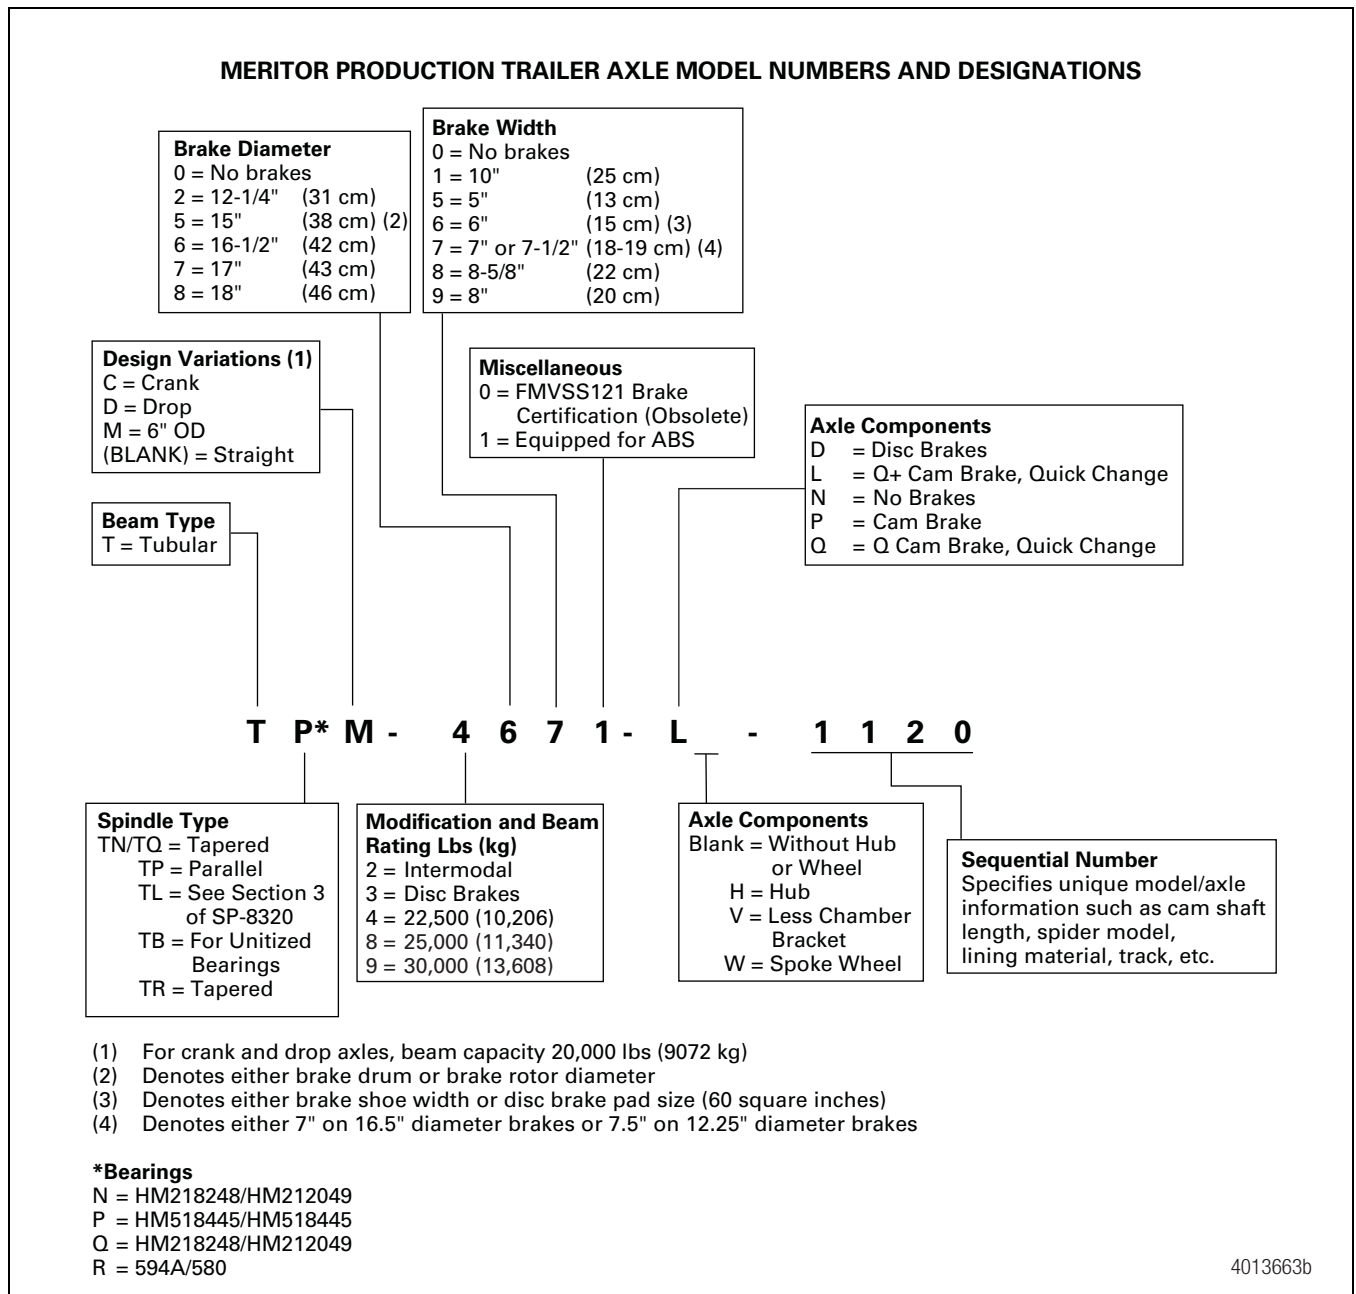 MERITOR PRODUCTION TRAILER AXLE MODEL NUMBERS AND DESIGNATIONS
Brake Diameter
0 = No brakes
2 = 12-1/4" (31 cm)
5 = 15" (38 cm) (2)
6 = 16-1/2" (42 cm)
7 = 17" (43 cm)
8 = 18" (46 cm)
Brake Width
0 = No brakes
1 = 10" (25 cm)
5 = 5" (13 cm)
6 = 6" (15 cm) (3)
7 = 7" or 7-1/2" (18-19 cm) (4)
8 = 8-5/8" (22 cm)
9 = 8" (20 cm)
Design Variations (1)
C = Crank
D = Drop
M = 6" OD
(BLANK) = Straight
Miscellaneous
0 = FMVSS121 Brake
Certification (Obsolete)
1 = Equipped for ABS
Axle Components
D = Disc Brakes
L = Q+ Cam Brake, Quick Change
N = No Brakes
P = Cam Brake
Q = Q Cam Brake, Quick Change
Beam Type
T = Tubular
T P* M - 4 6 7 1 - L _ - 1 1 2 0
Spindle Type
TN/TQ = Tapered
TP = Parallel
TL = See Section 3
of SP-8320
TB = For Unitized
Bearings
TR = Tapered
Modification and Beam
Rating Lbs (kg)
2 = Intermodal
3 = Disc Brakes
4 = 22,500 (10,206)
8 = 25,000 (11,340)
9 = 30,000 (13,608)
Axle Components
Blank = Without Hub
or Wheel
H = Hub
V = Less Chamber
Bracket
W = Spoke Wheel
Sequential Number
Specifies unique model/axle
information such as cam shaft
length, spider model,
lining material, track, etc.
(1) For crank and drop axles, beam capacity 20,000 lbs (9072 kg)
(2) Denotes either brake drum or brake rotor diameter
(3) Denotes either brake shoe width or disc brake pad size (60 square inches)
(4) Denotes either 7" on 16.5" diameter brakes or 7.5" on 12.25" diameter brakes
*Bearings
N = HM218248/HM212049
P = HM518445/HM518445
Q = HM218248/HM212049
R = 594A/580
4013663b